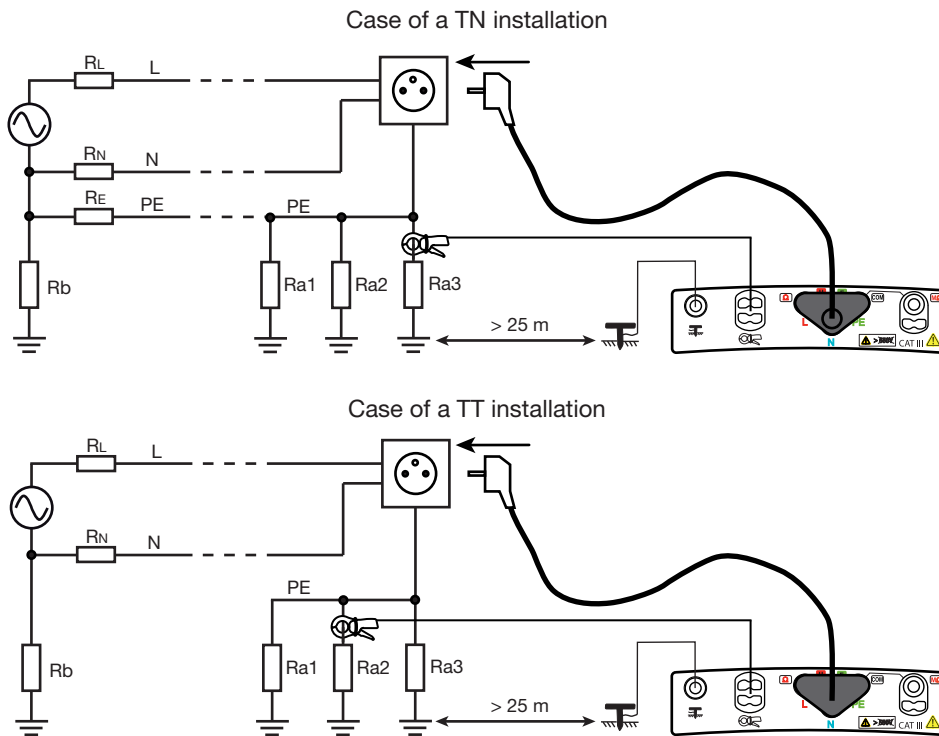 Case of a TN installation
RL L
RN N
RE PE PE
Rb Ra1 Ra2 Ra3
> 25 m
COM
L PE
N CAT III
Case of a TT installation
RL L
RN N
PE
Rb Ra1 Ra2 Ra3
> 25 m
COM
L PE
N CAT III